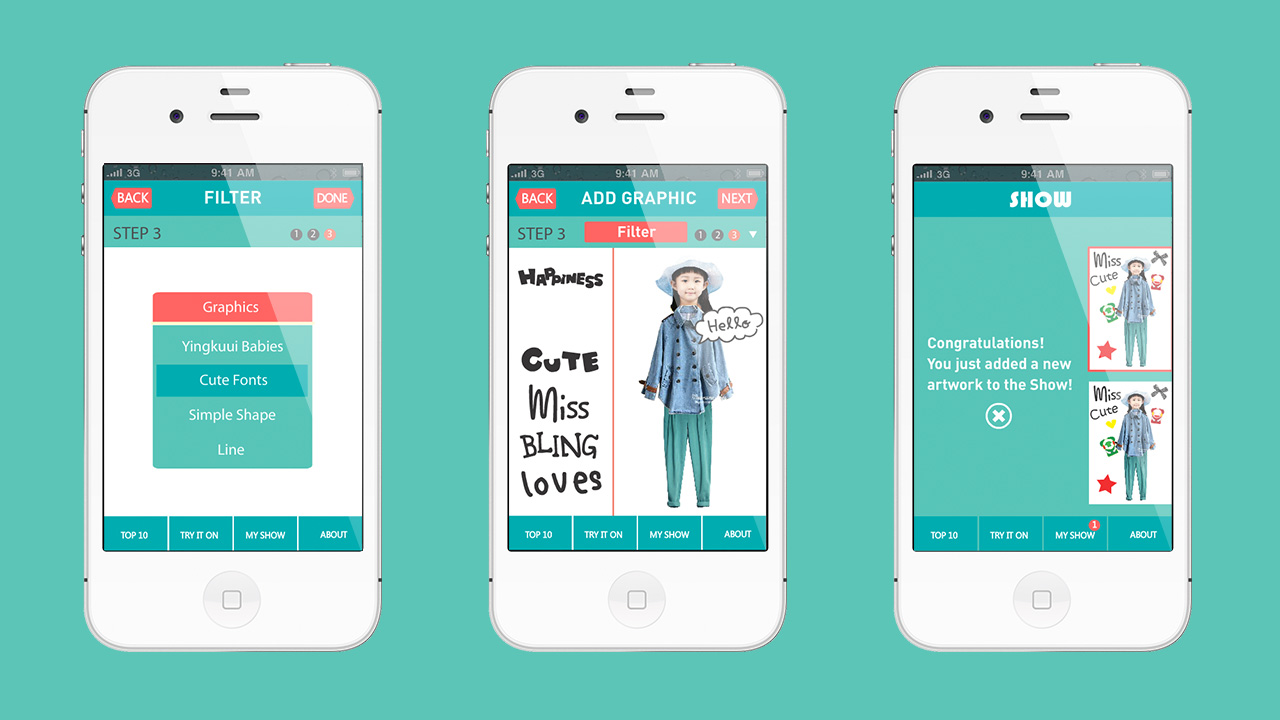 3G 9:41 AM
BACK FILTER DONE
STEP 3 1 2 3
Graphics
Yingkuui Babies
Cute Fonts
Simple Shape
Line
TOP 10 TRY IT ON MY SHOW ABOUT
3G 9:41 AM
BACK ADD GRAPHIC NEXT
STEP 3 Filter 1 2 3
HAPPINESS
Hello
CUTE
Miss
BLING
loves
TOP 10 TRY IT ON MY SHOW ABOUT
3G 9:41 AM
SHOW
Miss
Cute
Congratulations!
You just added a new
artwork to the Show!
Miss
Cute
TOP 10 TRY IT ON MY SHOW 1 ABOUT